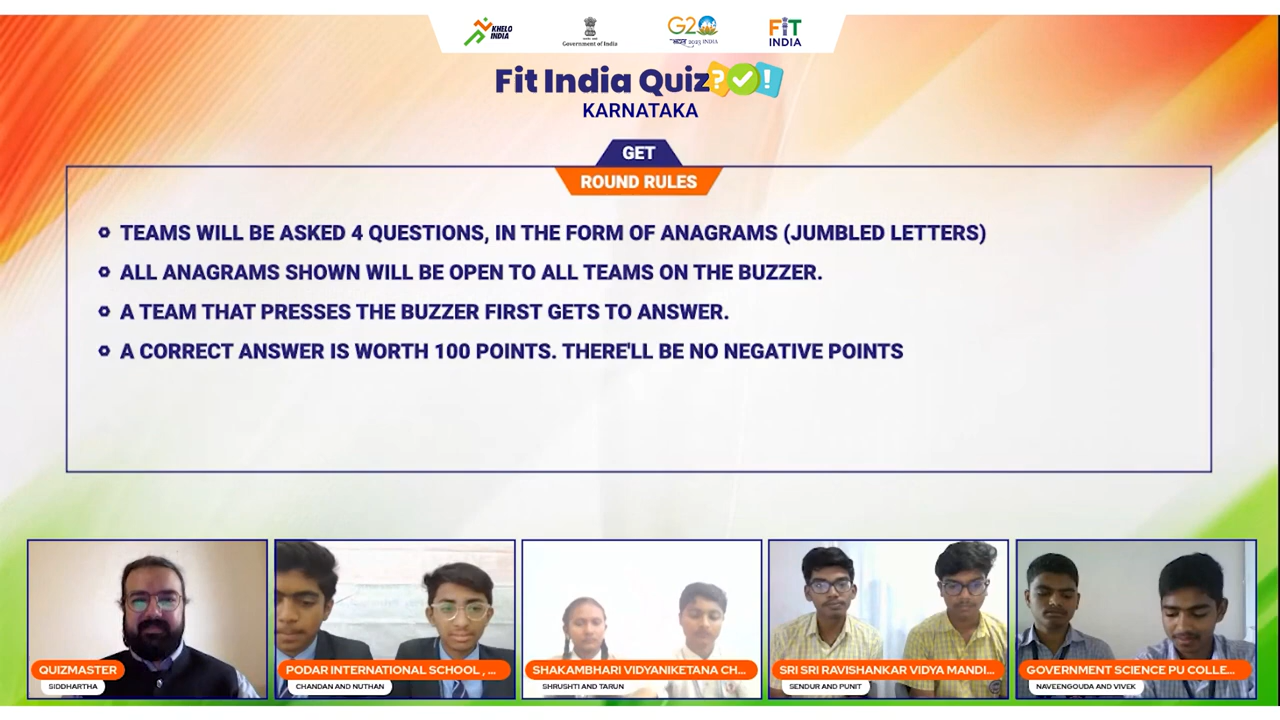 KHELO
INDIA
Government of India
G20
2023 INDIA
FiT
INDIA
Fit India Quiz?!
KARNATAKA
GET
ROUND RULES
TEAMS WILL BE ASKED 4 QUESTIONS, IN THE FORM OF ANAGRAMS (JUMBLED LETTERS)
ALL ANAGRAMS SHOWN WILL BE OPEN TO ALL TEAMS ON THE BUZZER.
A TEAM THAT PRESSES THE BUZZER FIRST GETS TO ANSWER.
A CORRECT ANSWER IS WORTH 100 POINTS. THERE'LL BE NO NEGATIVE POINTS
QUIZMASTER
SIDDHARTHA
PODAR INTERNATIONAL SCHOOL , ...
CHANDAN AND NUTHAN
SHAKAMBHARI VIDYANIKETANA CH...
SHRUSHTI AND TARUN
SRI SRI RAVISHANKAR VIDYA MANDI...
SENDUR AND PUNIT
GOVERNMENT SCIENCE PU COLLE...
NAVEENGOUDA AND VIVEK